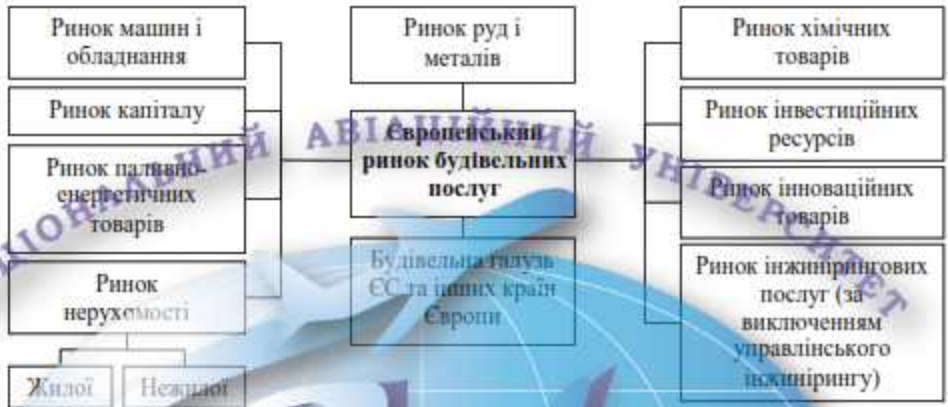 Ринок машин і
обладнання
Ринок капіталу
Ринок паливно-
енергетичних
товарів
Ринок
нерухомості
Жилої
Нежилої
Ринок руд і
металів
Європейський
ринок будівельних
послуг
Будівельна галузь
ЄС та інших країн
Європи
Ринок хімічних
товарів
Ринок інвестиційних
ресурсів
Ринок інноваційних
товарів
Ринок інжинірингових
послуг (за
виключенням
управлінського
інжинірингу)
АВІАЦІЙНИЙ УНІВЕРСИТЕТ